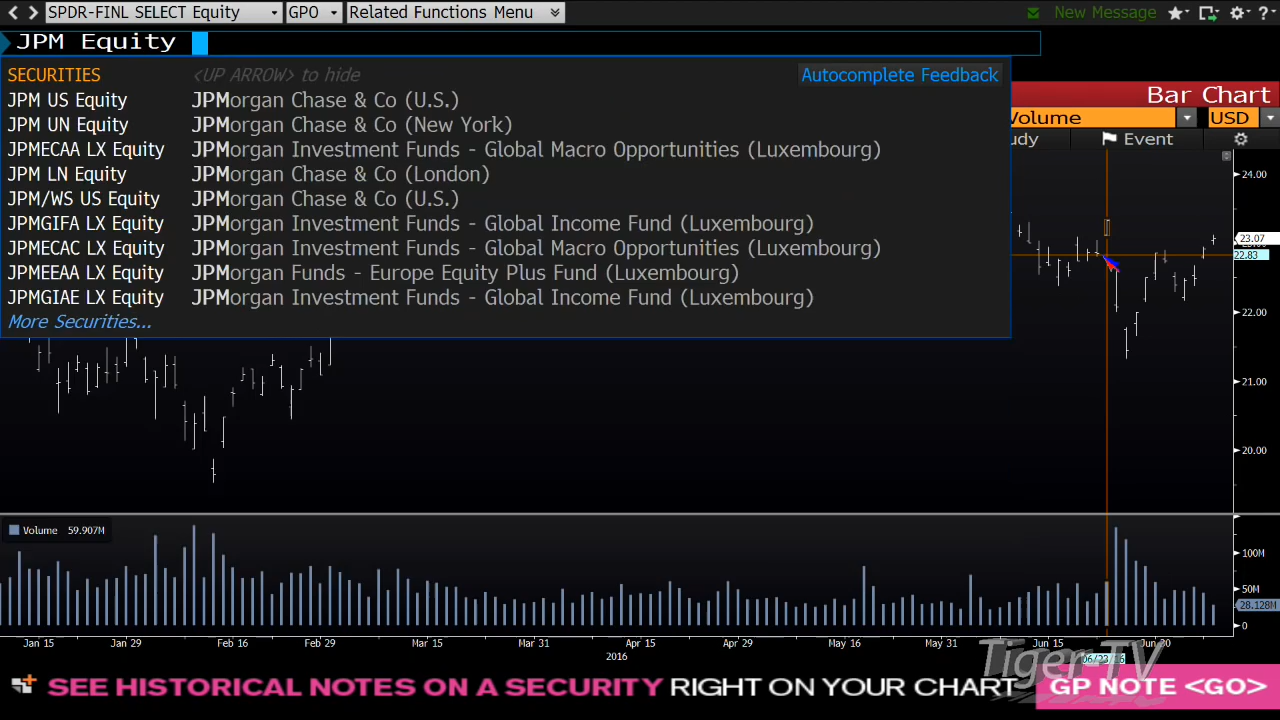 SPDR-FINL SELECT Equity GPO Related Functions Menu New Message
JPM Equity
SECURITIES <UP ARROW> to hide Autocomplete Feedback
JPM US Equity JPMorgan Chase & Co (U.S.)
JPM UN Equity JPMorgan Chase & Co (New York)
JPMECAA LX Equity JPMorgan Investment Funds - Global Macro Opportunities (Luxembourg)
JPM LN Equity JPMorgan Chase & Co (London)
JPM/WS US Equity JPMorgan Chase & Co (U.S.)
JPMGIFA LX Equity JPMorgan Investment Funds - Global Income Fund (Luxembourg)
JPMECAC LX Equity JPMorgan Investment Funds - Global Macro Opportunities (Luxembourg)
JPMEEAA LX Equity JPMorgan Funds - Europe Equity Plus Fund (Luxembourg)
JPMGIAE LX Equity JPMorgan Investment Funds - Global Income Fund (Luxembourg)
More Securities...
Bar Chart
Volume USD
Event
24.00
23.07
22.83
22.00
21.00
20.00
Volume 59.907M
100M
50M
28.128M
0
Jan 15 Jan 29 Feb 16 Feb 29 Mar 15 Mar 31 Apr 15 Apr 29 May 16 May 31 Jun 15 Jun 30
2016
06/23/16
Tiger-TV
SEE HISTORICAL NOTES ON A SECURITY RIGHT ON YOUR CHART GP NOTE <GO>